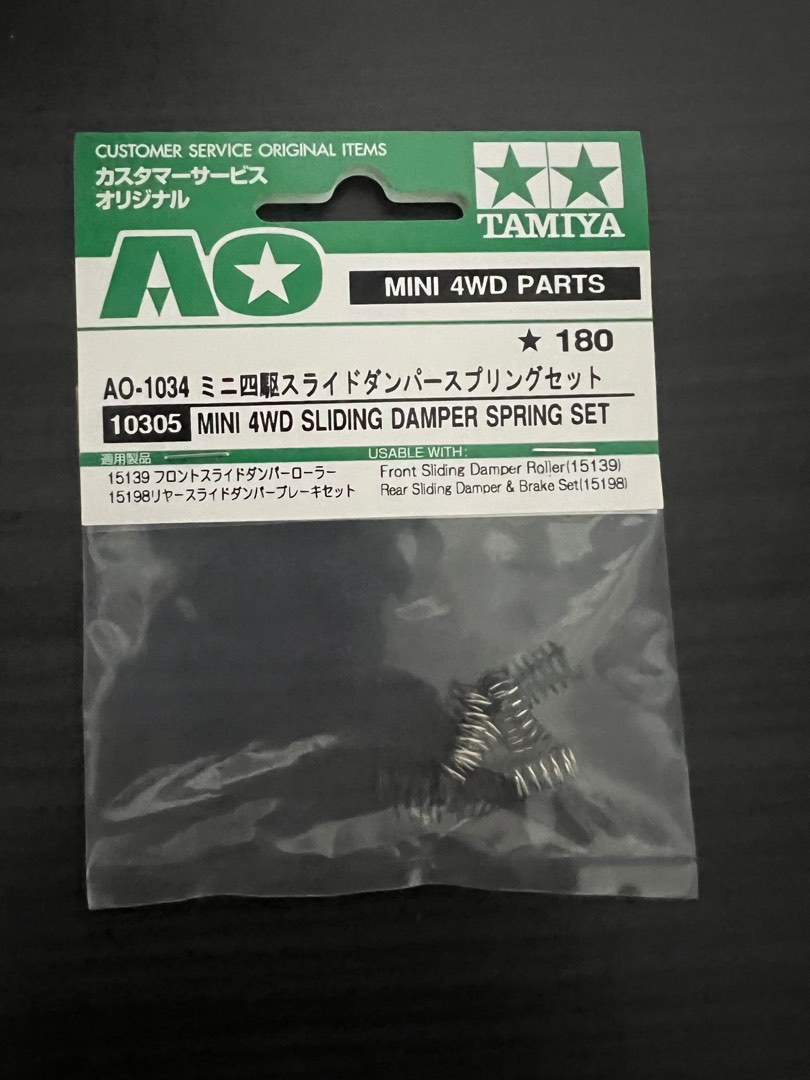 CUSTOMER SERVICE ORIGINAL ITEMS
カスタマーサービス
オリジナル
TAMIYA
AO
MINI 4WD PARTS
★ 180
AO-1034 ミニ四駆スライドダンパースプリングセット
10305 MINI 4WD SLIDING DAMPER SPRING SET
適用製品 USABLE WITH:
15139 フロントスライドダンパーローラー Front Sliding Damper Roller(15139)
15198リヤースライドダンパーブレーキセット Rear Sliding Damper & Brake Set(15198)